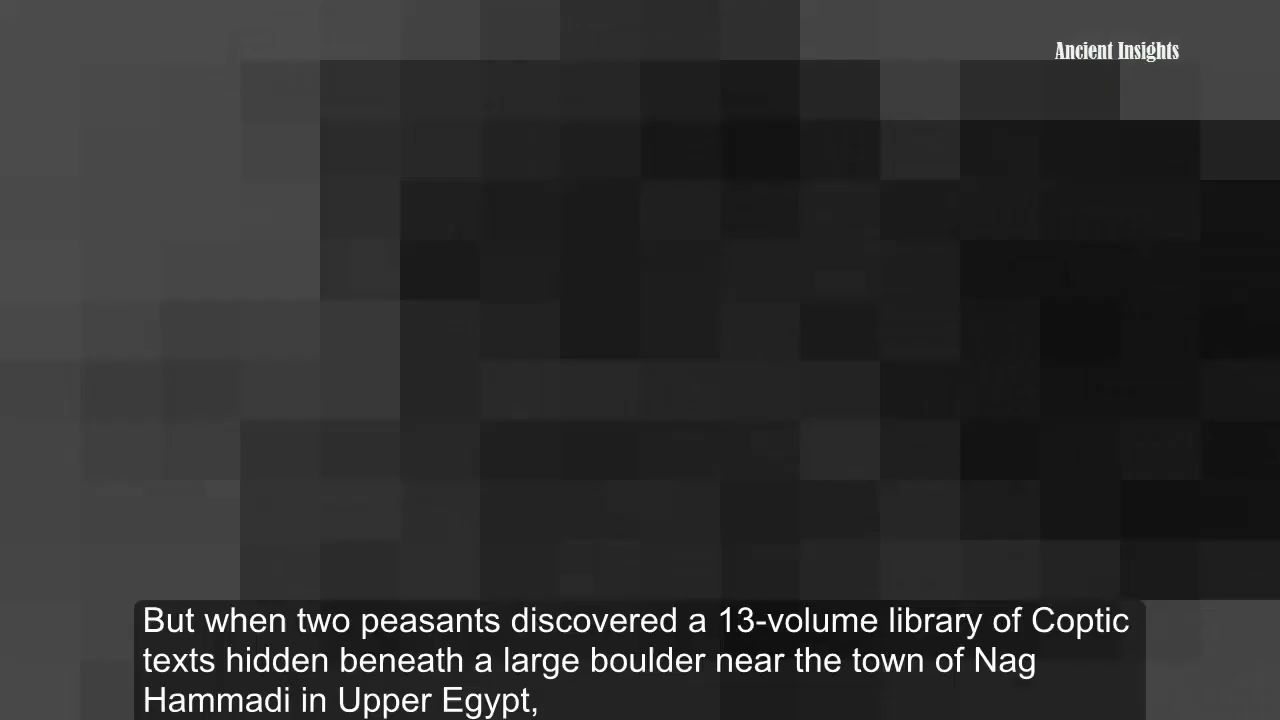 Ancient Insights
But when two peasants discovered a 13-volume library of Coptic
texts hidden beneath a large boulder near the town of Nag
Hammadi in Upper Egypt,